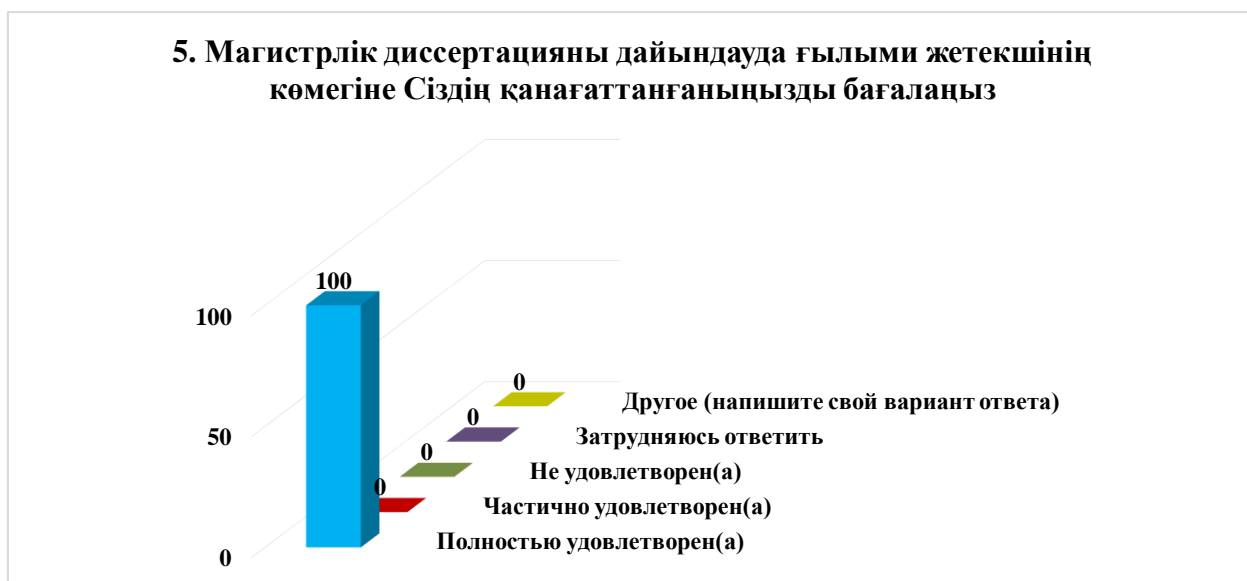 5. Магистрлік диссертацияны дайындауда ғылыми жетекшінің
көмегіне Сіздің қанағаттанғаныңызды бағалаңыз
100
100
0
Другое (напишите свой вариант ответа)
0
Затрудняюсь ответить
50
0
Не удовлетворен(а)
0
Частично удовлетворен(а)
Полностью удовлетворен(а)
0